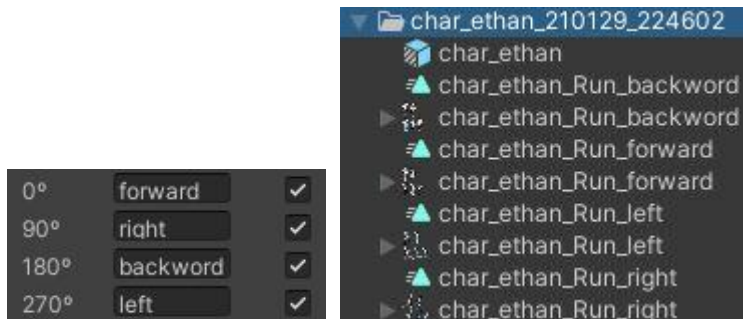 0º forward
90º right
180º backword
270º left
char_ethan_210129_224602
char_ethan
char_ethan_Run_backword
char_ethan_Run_backword
char_ethan_Run_forward
char_ethan_Run_forward
char_ethan_Run_left
char_ethan_Run_left
char_ethan_Run_right
char_ethan_Run_right